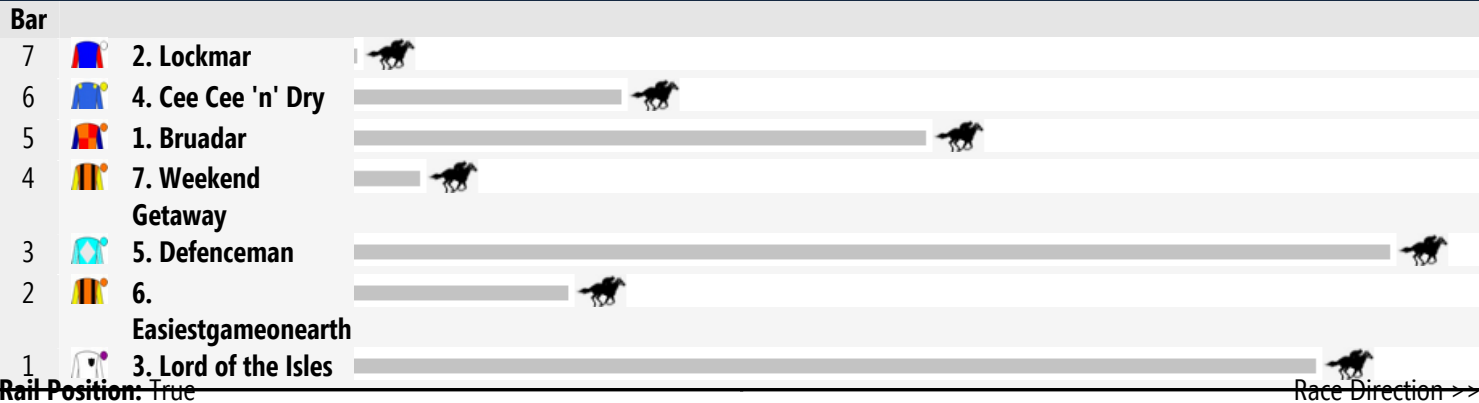 Bar
7 2. Lockmar
6 4. Cee Cee 'n' Dry
5 1. Bruadar
4 7. Weekend
Getaway
3 5. Defenceman
2 6.
Easiestgameonearth
1 3. Lord of the Isles
Rail Position: True Race Direction >>